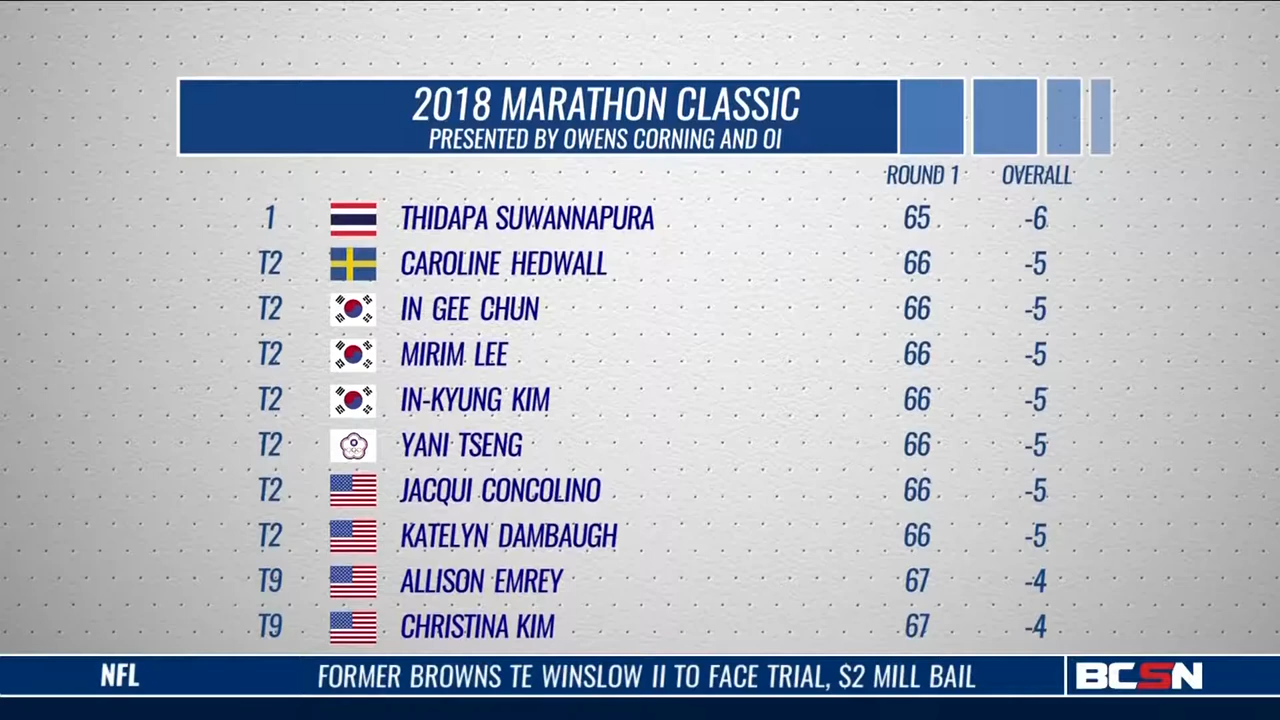 2018 MARATHON CLASSIC
PRESENTED BY OWENS CORNING AND OI
ROUND 1 OVERALL
1 THIDAPA SUWANNAPURA 65 -6
T2 CAROLINE HEDWALL 66 -5
T2 IN GEE CHUN 66 -5
T2 MIRIM LEE 66 -5
T2 IN-KYUNG KIM 66 -5
T2 YANI TSENG 66 -5
T2 JACQUI CONCOLINO 66 -5
T2 KATELYN DAMBAUGH 66 -5
T9 ALLISON EMREY 67 -4
T9 CHRISTINA KIM 67 -4
NFL FORMER BROWNS TE WINSLOW II TO FACE TRIAL, $2 MILL BAIL BCSN